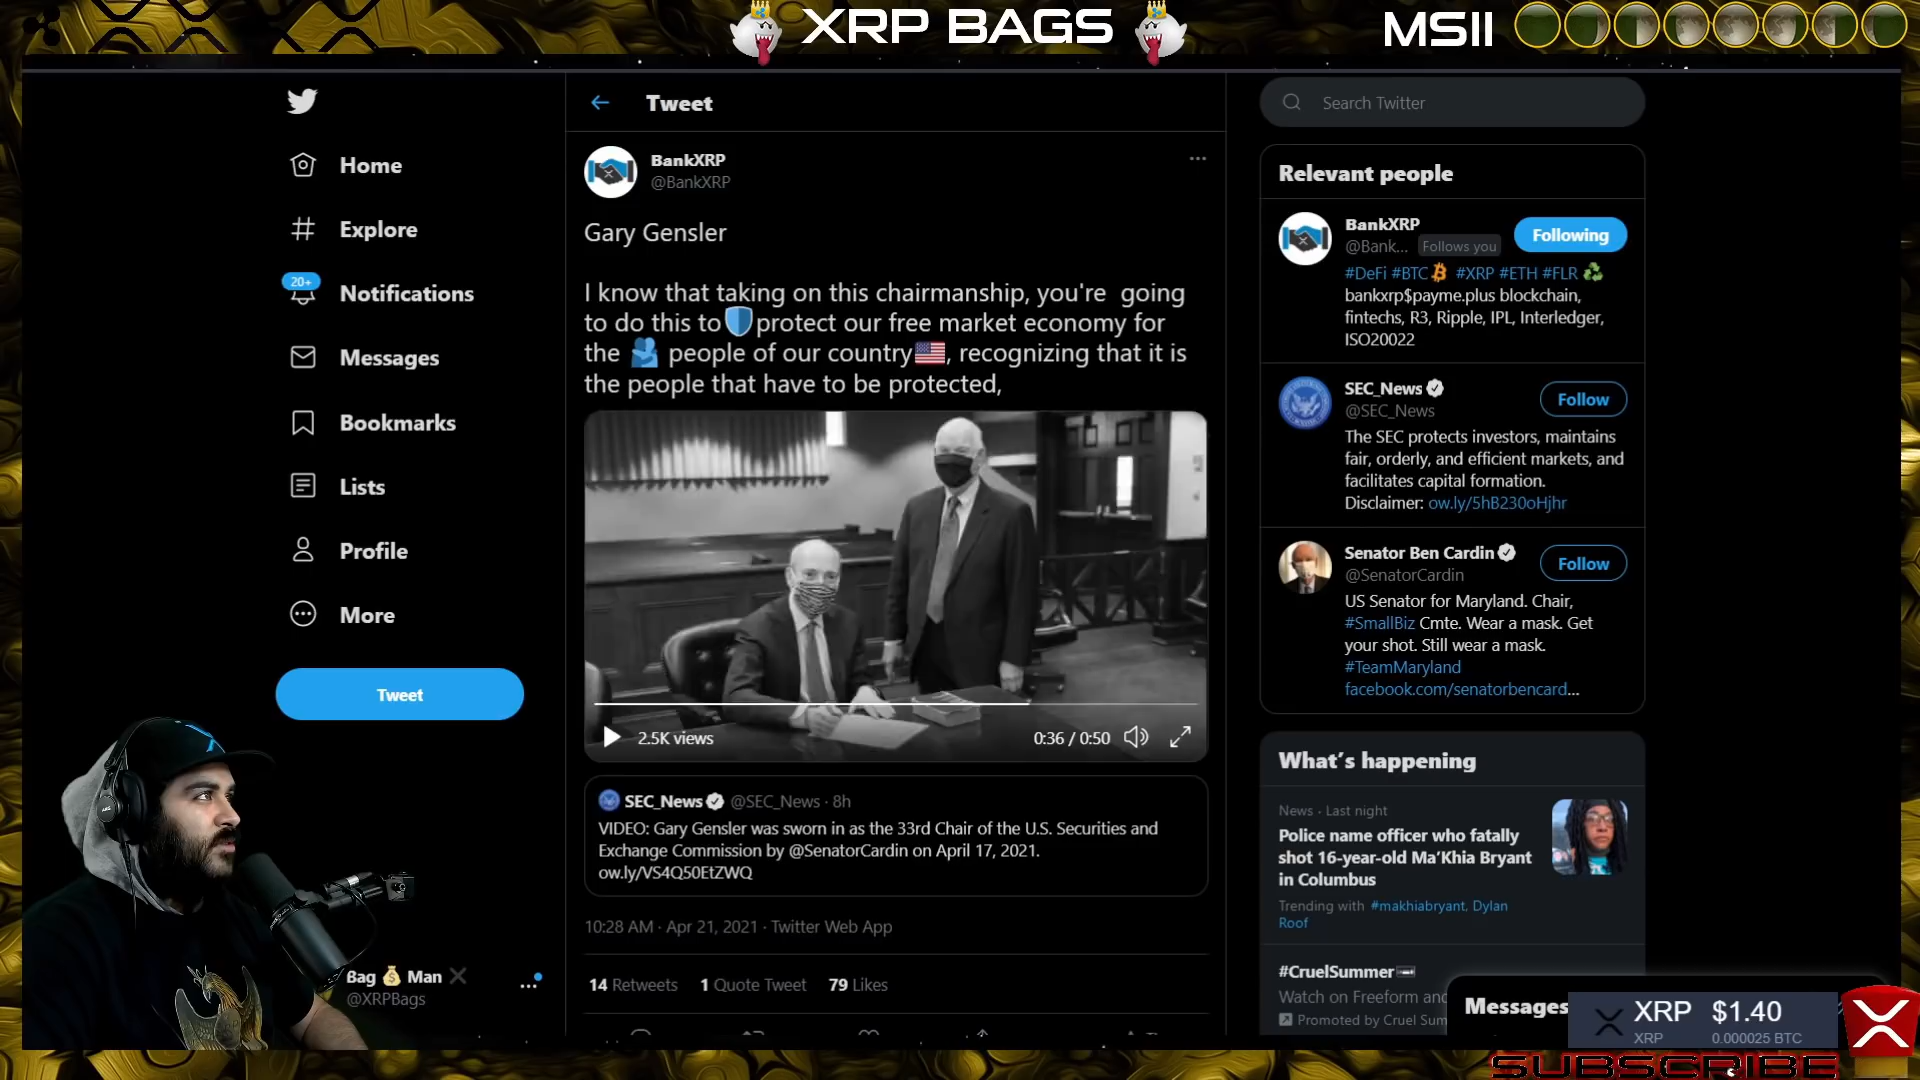 XRP BAGS
MSII
Home
Explore
20+
Notifications
Messages
Bookmarks
Lists
Profile
More
Tweet
Bag 💰 Man
@XRPBags
Tweet
BankXRP
@BankXRP
Gary Gensler
I know that taking on this chairmanship, you're going
to do this to🛡️protect our free market economy for
the 🫂 people of our country🇺🇸, recognizing that it is
the people that have to be protected,
2.5K views
0:36 / 0:50
SEC_News @SEC_News · 8h
VIDEO: Gary Gensler was sworn in as the 33rd Chair of the U.S. Securities and
Exchange Commission by @SenatorCardin on April 17, 2021.
ow.ly/VS4Q50EtZWQ
10:28 AM · Apr 21, 2021 · Twitter Web App
14 Retweets 1 Quote Tweet 79 Likes
Search Twitter
Relevant people
BankXRP
@Bank... Follows you
Following
#DeFi #BTC #XRP #ETH #FLR ♻️
bankxrp$payme.plus blockchain,
fintechs, R3, Ripple, IPL, Interledger,
ISO20022
SEC_News
@SEC_News
Follow
The SEC protects investors, maintains
fair, orderly, and efficient markets, and
facilitates capital formation.
Disclaimer: ow.ly/5hB230oHjhr
Senator Ben Cardin
@SenatorCardin
Follow
US Senator for Maryland. Chair,
#SmallBiz Cmte. Wear a mask. Get
your shot. Still wear a mask.
#TeamMaryland
facebook.com/senatorbencard...
What's happening
News · Last night
Police name officer who fatally
shot 16-year-old Ma'Khia Bryant
in Columbus
Trending with #makhiabryant, Dylan
Roof
#CruelSummer
Watch on Freeform and
Promoted by Cruel Sum
Messages
XRP $1.40
XRP 0.000025 BTC
SUBSCRIBE